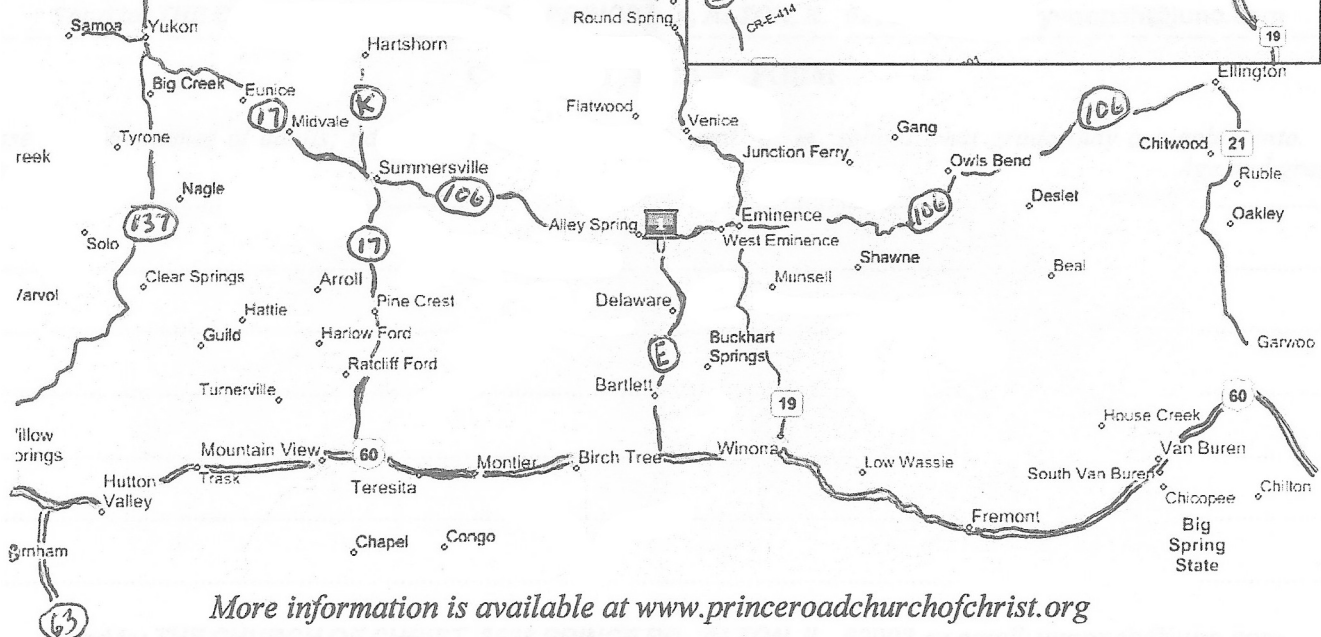 Round Spring
CR-E-414
19
Samoa
Yukon
Hartshorn
Big Creek
Eunice
17
K
Midvale
Flatwood
Venice
106
Ellington
Tyrone
reek
Gang
Chitwood
21
Junction Ferry
Owls Bend
Summersville
Ruble
Nagle
106
Deslet
137
Alley Spring
Eminence
106
Oakley
Solo
17
West Eminence
Shawne
Clear Springs
Arroll
Munsell
Beal
Pine Crest
Delaware
Hattie
Guild
Harlow Ford
Buckhart
Springs
Garwoo
Ratcliff Ford
E
Turnerville
Bartlett
19
60
House Creek
prings
Mountain View
60
Winona
Van Buren
Trask
Montier
Birch Tree
Low Wassie
South Van Buren
Hutton
Valley
Teresita
Chicopee
Chilton
Fremont
Big
Spring
State
Chapel
Congo
63
More information is available at www.princeroadchurchofchrist.org